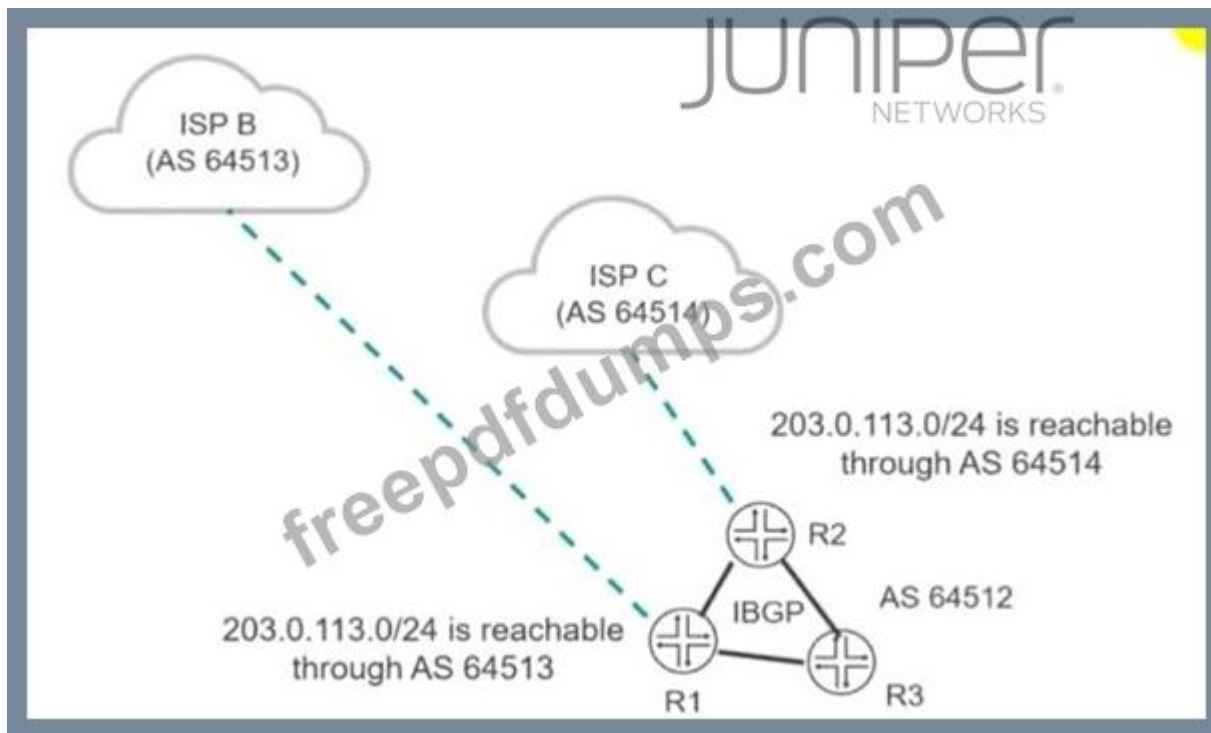 JUNIPER
NETWORKS
ISP B
(AS 64513)
ISP C
(AS 64514)
freepdfdumps.com
203.0.113.0/24 is reachable
through AS 64514
R2
AS 64512
IBGP
203.0.113.0/24 is reachable
through AS 64513
R1
R3